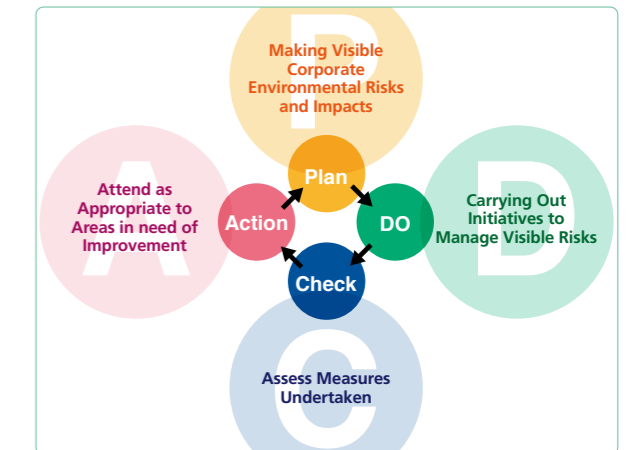 P
Making Visible
Corporate
Environmental Risks
and Impacts
Plan
A
Attend as
Appropriate to
Areas in need of
Improvement
Action
DO
D
Carrying Out
Initiatives to
Manage Visible Risks
Check
C
Assess Measures
Undertaken